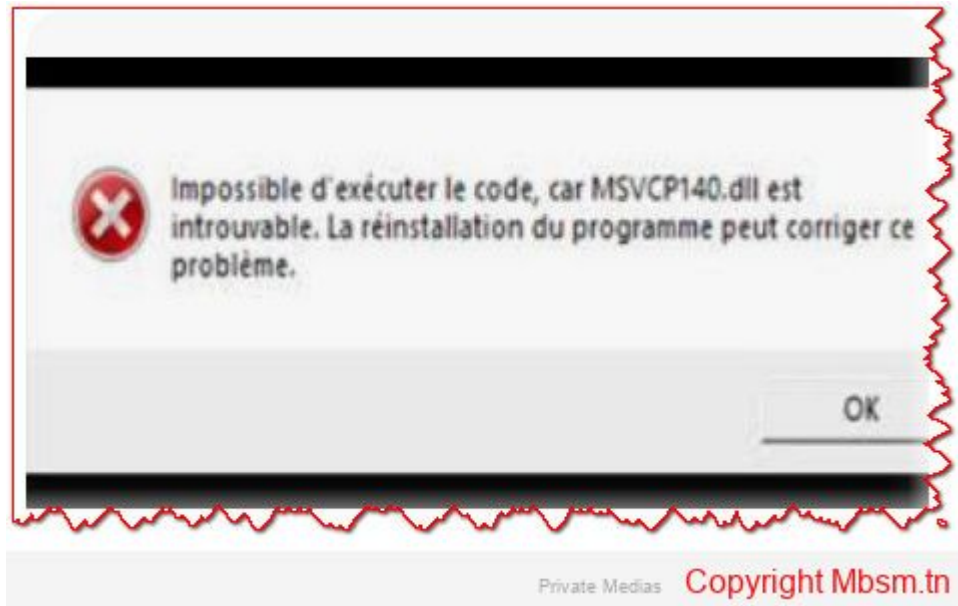 Impossible d'exécuter le code, car MSVCP140.dll est
introuvable. La réinstallation du programme peut corriger ce
problème.
OK
Private Medias Copyright Mbsm.tn